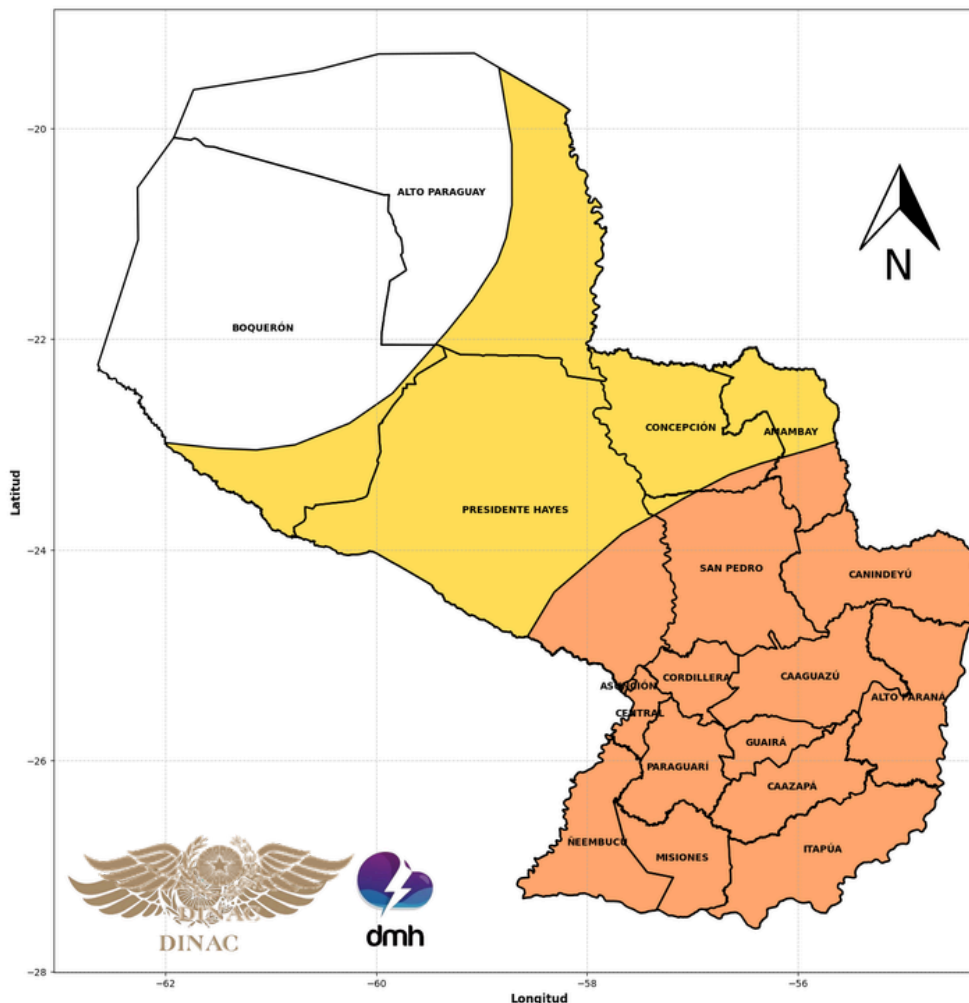 −20
ALTO PARAGUAY
N
BOQUERÓN
−22
CONCEPCIÓN
AMAMBAY
Latitud
PRESIDENTE HAYES
−24
SAN PEDRO
CANINDEYÚ
CORDILLERA
CAAGUAZÚ
ASUNCIÓN
ALTO PARANÁ
CENTRAL
GUAIRÁ
−26
PARAGUARÍ
CAAZAPÁ
ÑEEMBUCÚ
MISIONES
ITAPÚA
DINAC
DINAC
dmh
−28
−62
−60
−58
−56
Longitud